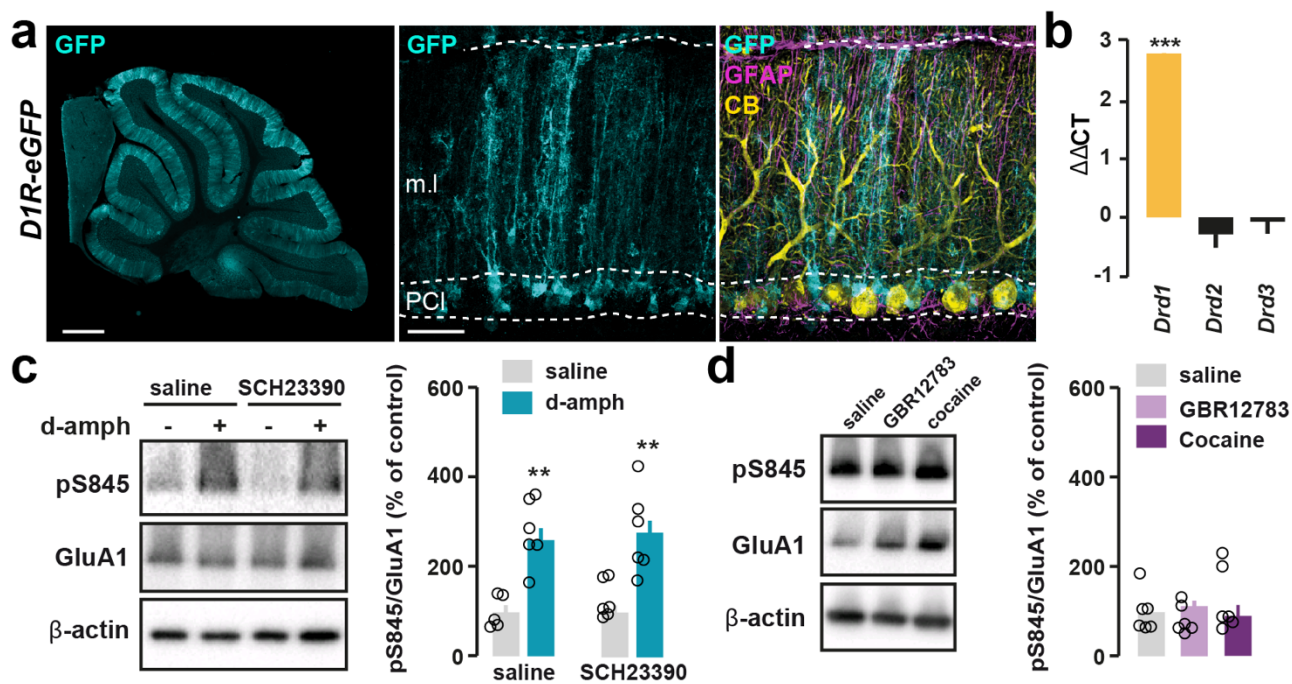 a
GFP
D1R-eGFP
GFP
m.l
PCl
GFP
GFAP
CB
b
3
2
1
0
-1
ΔΔCT
***
Drd1
Drd2
Drd3
c
saline SCH23390
d-amph - + - +
pS845
GluA1
β-actin
saline
d-amph
pS845/GluA1 (% of control)
600
400
200
0
**
**
saline SCH23390
d
saline GBR12783 cocaine
pS845
GluA1
β-actin
saline
GBR12783
Cocaine
pS845/GluA1 (% of control)
600
400
200
0